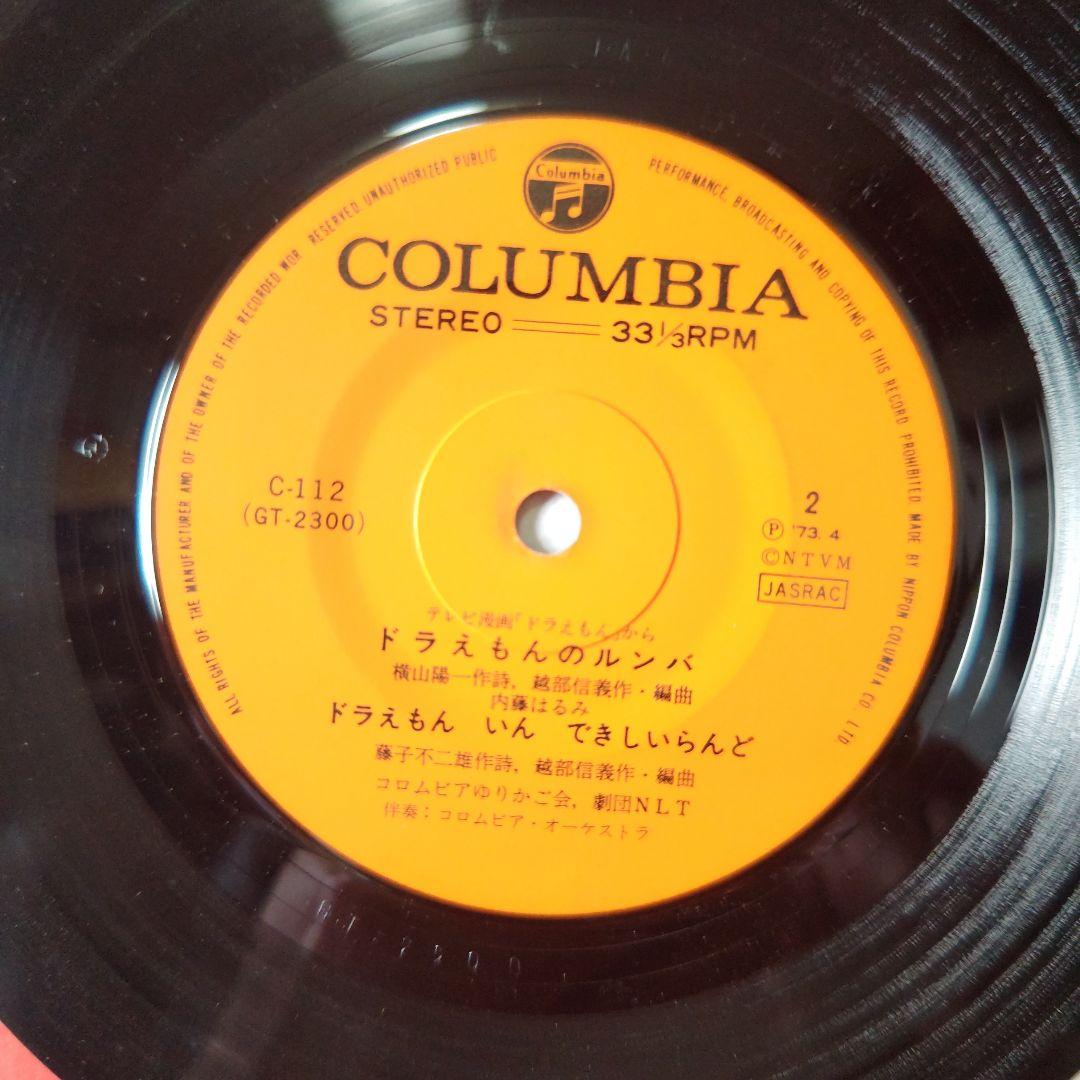 Columbia
COLUMBIA
STEREO 33⅓RPM
C-112
(GT-2300)
2
Ⓟ '73. 4
ⒸNTVM
JASRAC
テレビ漫画「ドラえもん」から
ドラえもんのルンバ
横山陽一作詩, 越部信義作・編曲
内藤はるみ
ドラえもん いん できしいらんど
藤子不二雄作詩, 越部信義作・編曲
コロムビアゆりかご会, 劇団NLT
伴奏:コロムビア・オーケストラ
ALL RIGHTS OF THE MANUFACTURER AND OF THE OWNER OF THE RECORDED WOR. RESERVED. UNAUTHORIZED PUBLIC PERFORMANCE, BROADCASTING AND COPYING OF THIS RECORD PROHIBITED MADE BY NIPPON COLUMBIA CO. LTD